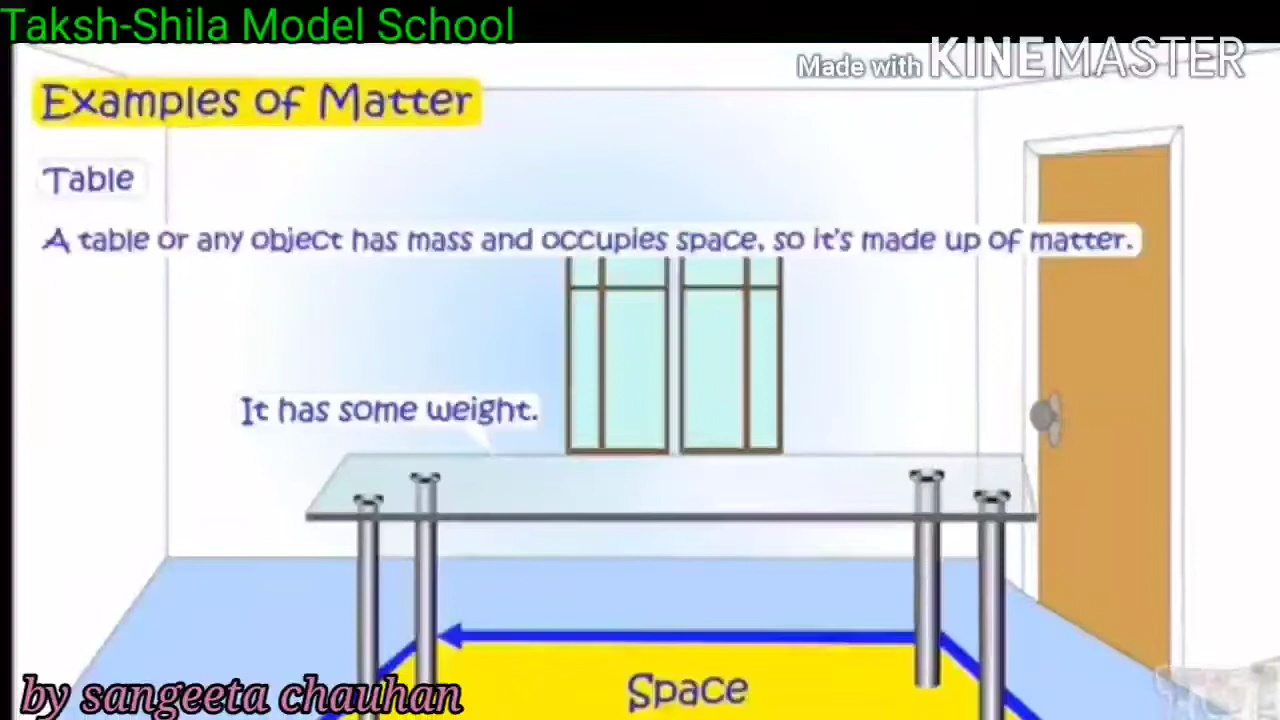 Taksh-Shila Model School
Made with KINEMASTER
Examples of Matter
Table
A table or any object has mass and occupies space, so it's made up of matter.
It has some weight.
Space
by sangeeta chauhan